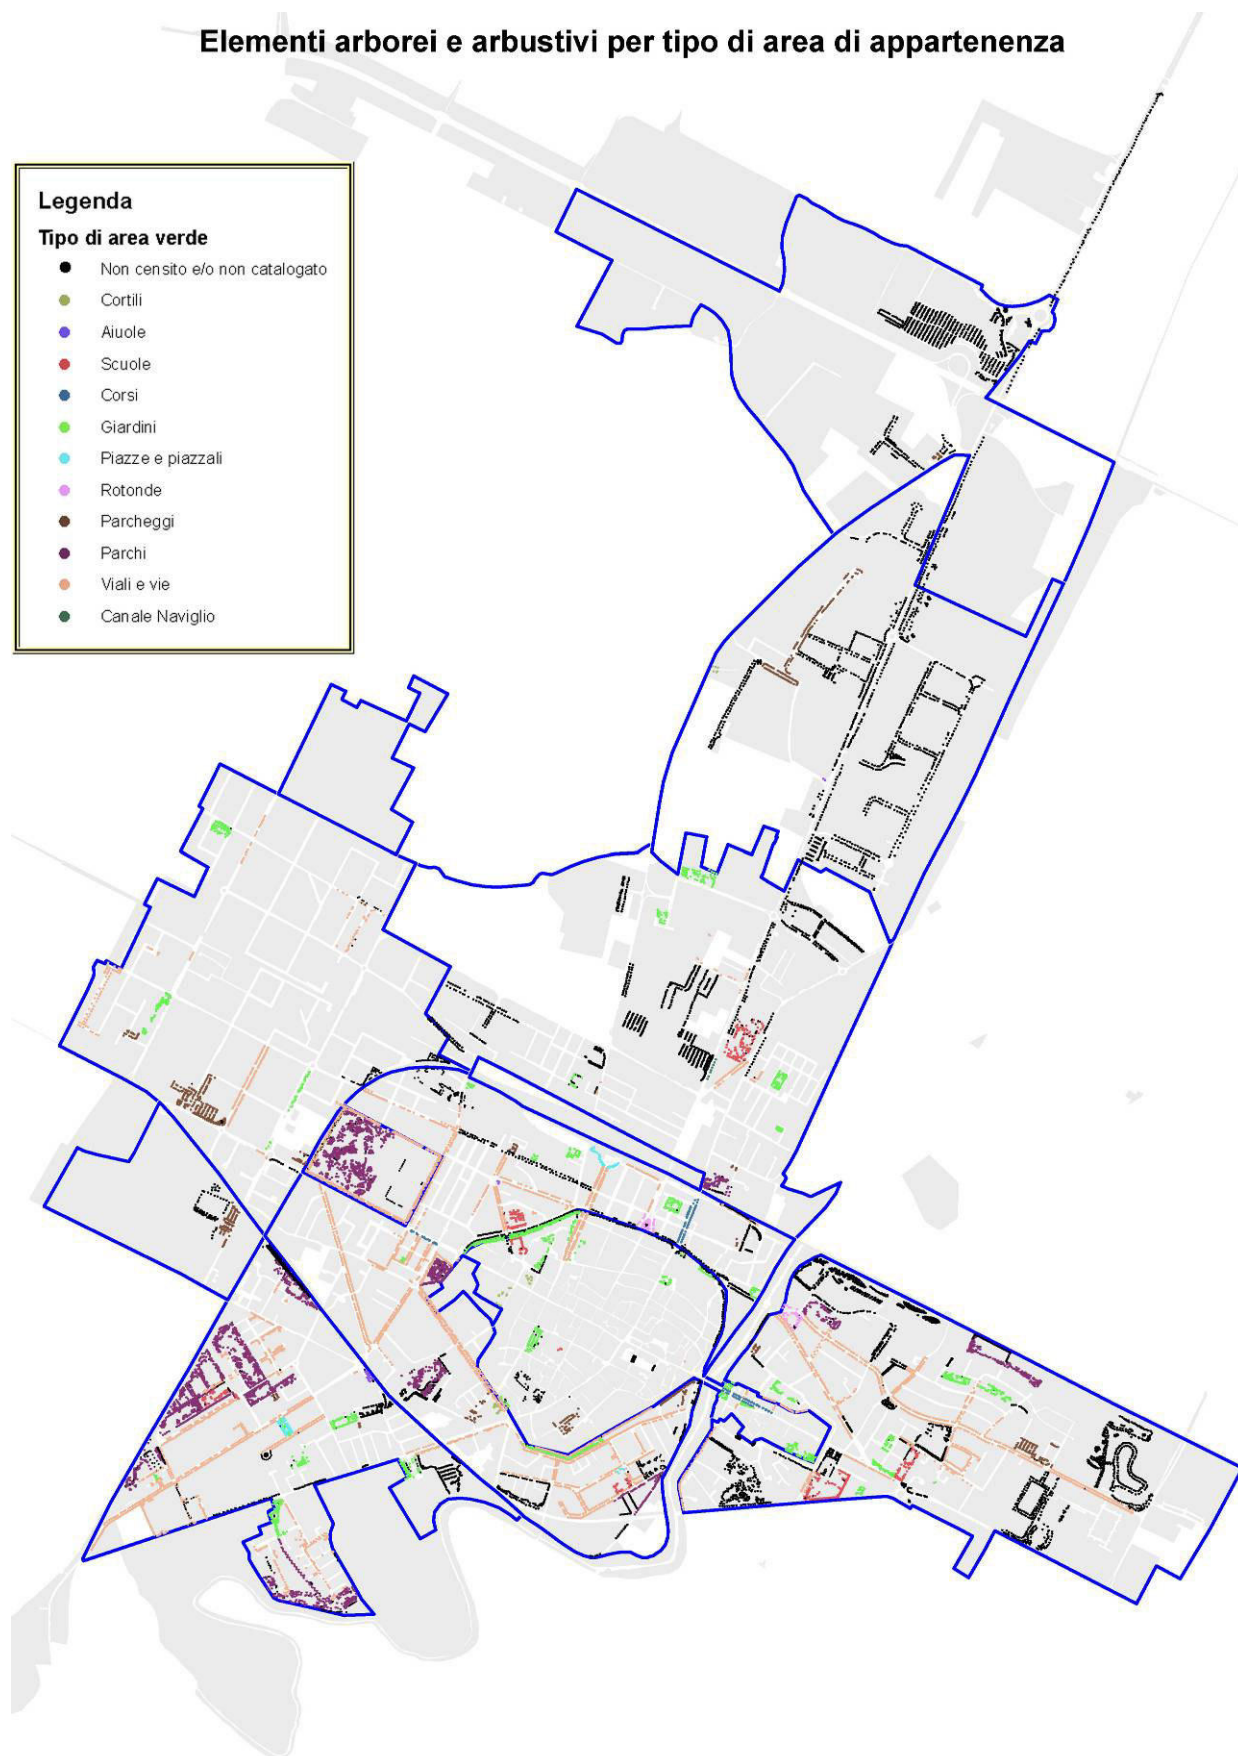 Elementi arborei e arbustivi per tipo di area di appartenenza
Legenda
Tipo di area verde
Non censito e/o non catalogato
Cortili
Aiuole
Scuole
Corsi
Giardini
Piazze e piazzali
Rotonde
Parcheggi
Parchi
Viali e vie
Canale Naviglio